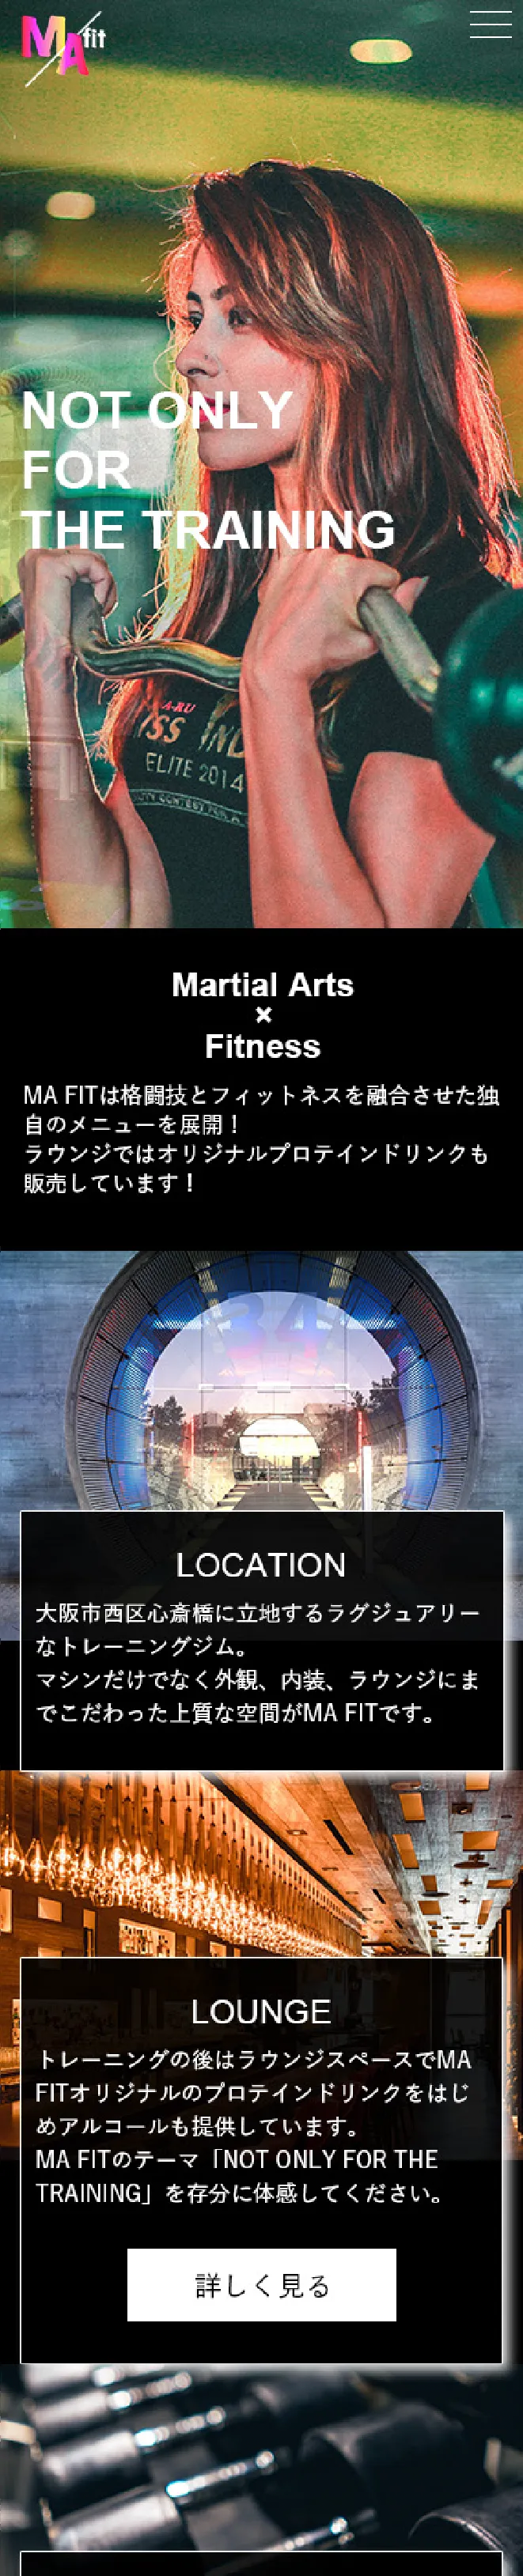 MA fit
NOT ONLY
FOR
THE TRAINING
A-RU
ISS IND
ELITE 2014
Martial Arts
×
Fitness
MA FITは格闘技とフィットネスを融合させた独
自のメニューを展開！
ラウンジではオリジナルプロテインドリンクも
販売しています！
LOCATION
大阪市西区心斎橋に立地するラグジュアリー
なトレーニングジム。
マシンだけでなく外観、内装、ラウンジにま
でこだわった上質な空間がMA FITです。
LOUNGE
トレーニングの後はラウンジスペースでMA
FITオリジナルのプロテインドリンクをはじ
めアルコールも提供しています。
MA FITのテーマ「NOT ONLY FOR THE
TRAINING」を存分に体感してください。
詳しく見る